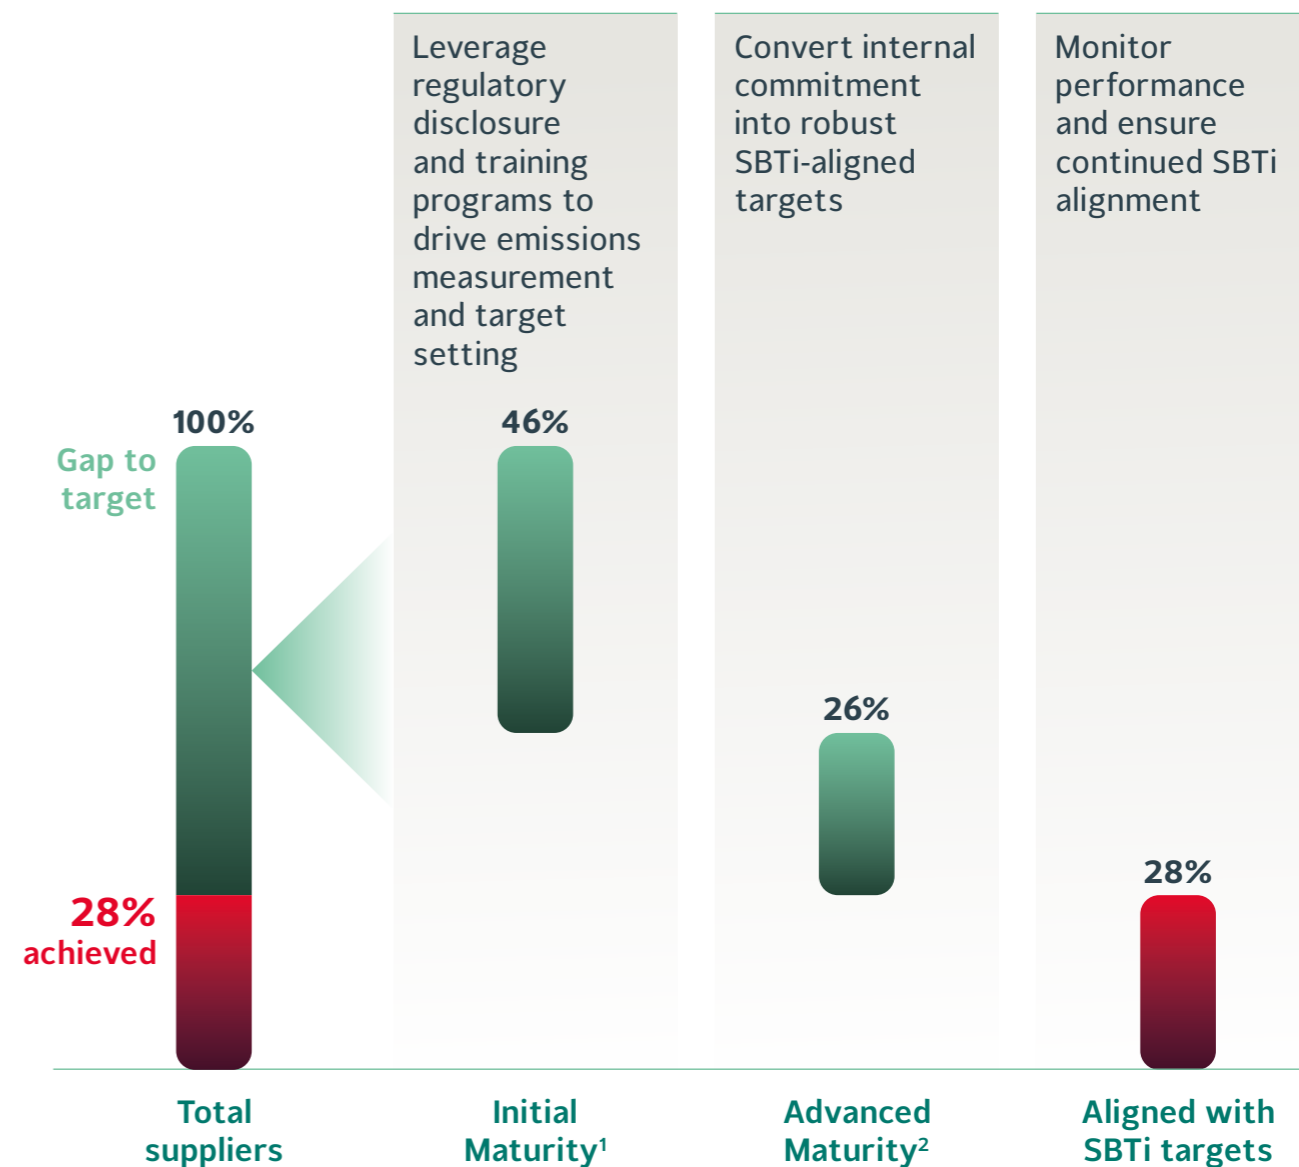 Leverage
regulatory
disclosure
and training
programs to
drive emissions
measurement
and target
setting
Convert internal
commitment
into robust
SBTi-aligned
targets
Monitor
performance
and ensure
continued SBTi
alignment
100%
Gap to
target
46%
26%
28%
28%
achieved
Total
suppliers
Initial
Maturity¹
Advanced
Maturity²
Aligned with
SBTi targets